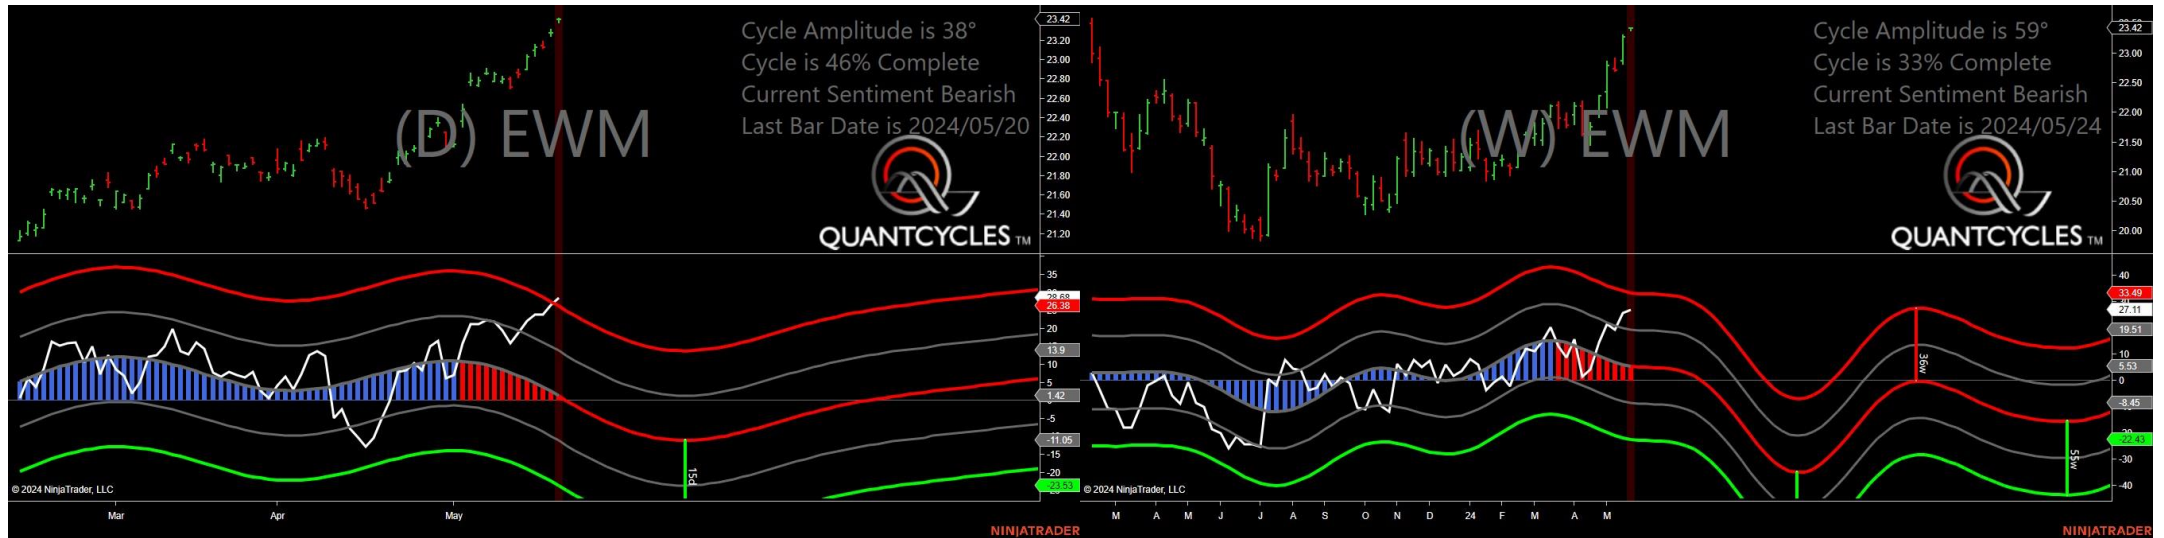 Cycle Amplitude is 38°
Cycle is 46% Complete
Current Sentiment Bearish
Last Bar Date is 2024/05/20
(D) EWM
QUANTCYCLES TM
23.42
23.20
23.00
22.80
22.60
22.40
22.20
22.00
21.80
21.60
21.40
21.20
35
28.68
26.38
20
13.9
10
5
1.42
-5
-11.05
-15
-20
-23.53
15d
© 2024 NinjaTrader, LLC
Mar
Apr
May
NINJATRADER
Cycle Amplitude is 59°
Cycle is 33% Complete
Current Sentiment Bearish
Last Bar Date is 2024/05/24
(W) EWM
QUANTCYCLES TM
23.42
23.00
22.50
22.00
21.50
21.00
20.50
20.00
40
33.49
27.11
19.51
10
5.53
0
-8.45
-22.43
-30
-40
36w
55w
© 2024 NinjaTrader, LLC
M
A
M
J
J
A
S
O
N
D
24
F
M
A
M
NINJATRADER